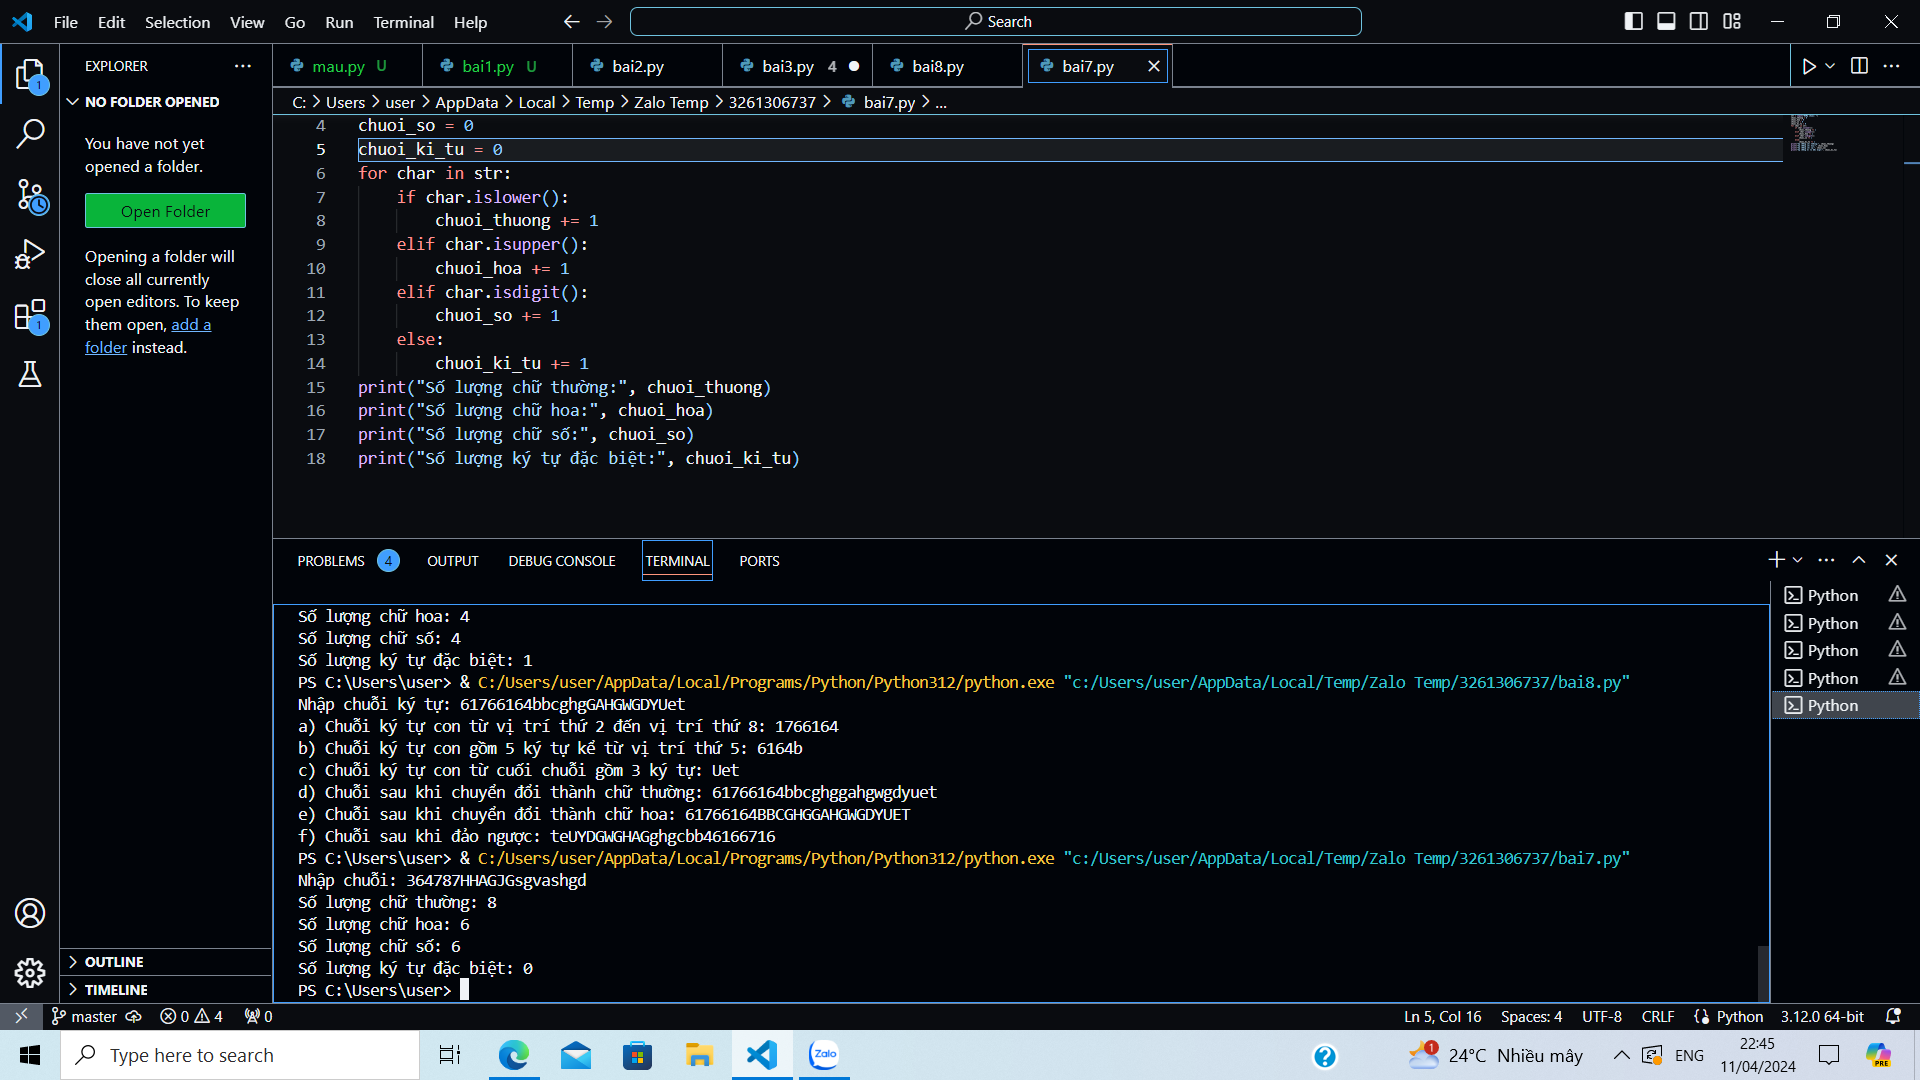 File Edit Selection View Go Run Terminal Help
Search
EXPLORER
mau.py U
bai1.py U
bai2.py
bai3.py 4
bai8.py
bai7.py
NO FOLDER OPENED
You have not yet
opened a folder.
Open Folder
Opening a folder will
close all currently
open editors. To keep
them open, add a
folder instead.
OUTLINE
TIMELINE
1
1
C: > Users > user > AppData > Local > Temp > Zalo Temp > 3261306737 > bai7.py > ...
4 chuoi_so = 0
5 chuoi_ki_tu = 0
6 for char in str:
7 if char.islower():
8 chuoi_thuong += 1
9 elif char.isupper():
10 chuoi_hoa += 1
11 elif char.isdigit():
12 chuoi_so += 1
13 else:
14 chuoi_ki_tu += 1
15 print("Số lượng chữ thường:", chuoi_thuong)
16 print("Số lượng chữ hoa:", chuoi_hoa)
17 print("Số lượng chữ số:", chuoi_so)
18 print("Số lượng ký tự đặc biệt:", chuoi_ki_tu)
PROBLEMS 4 OUTPUT DEBUG CONSOLE TERMINAL PORTS
Số lượng chữ hoa: 4
Số lượng chữ số: 4
Số lượng ký tự đặc biệt: 1
PS C:\Users\user> & C:/Users/user/AppData/Local/Programs/Python/Python312/python.exe "c:/Users/user/AppData/Local/Temp/Zalo Temp/3261306737/bai8.py"
Nhập chuỗi ký tự: 61766164bbcghgGAHGWGDYUet
a) Chuỗi ký tự con từ vị trí thứ 2 đến vị trí thứ 8: 1766164
b) Chuỗi ký tự con gồm 5 ký tự kể từ vị trí thứ 5: 6164b
c) Chuỗi ký tự con từ cuối chuỗi gồm 3 ký tự: Uet
d) Chuỗi sau khi chuyển đổi thành chữ thường: 61766164bbcghggahgwgdyuet
e) Chuỗi sau khi chuyển đổi thành chữ hoa: 61766164BBCGHGGAHGWGDYUET
f) Chuỗi sau khi đảo ngược: teUYDGWGHAGghgcbb46166716
PS C:\Users\user> & C:/Users/user/AppData/Local/Programs/Python/Python312/python.exe "c:/Users/user/AppData/Local/Temp/Zalo Temp/3261306737/bai7.py"
Nhập chuỗi: 364787HHAGJGsgvashgd
Số lượng chữ thường: 8
Số lượng chữ hoa: 6
Số lượng chữ số: 6
Số lượng ký tự đặc biệt: 0
PS C:\Users\user>
Python
Python
Python
Python
Python
master 0 4 0
Ln 5, Col 16 Spaces: 4 UTF-8 CRLF Python 3.12.0 64-bit
Type here to search
Zalo
1
24°C Nhiều mây
ENG
22:45
11/04/2024
PRE